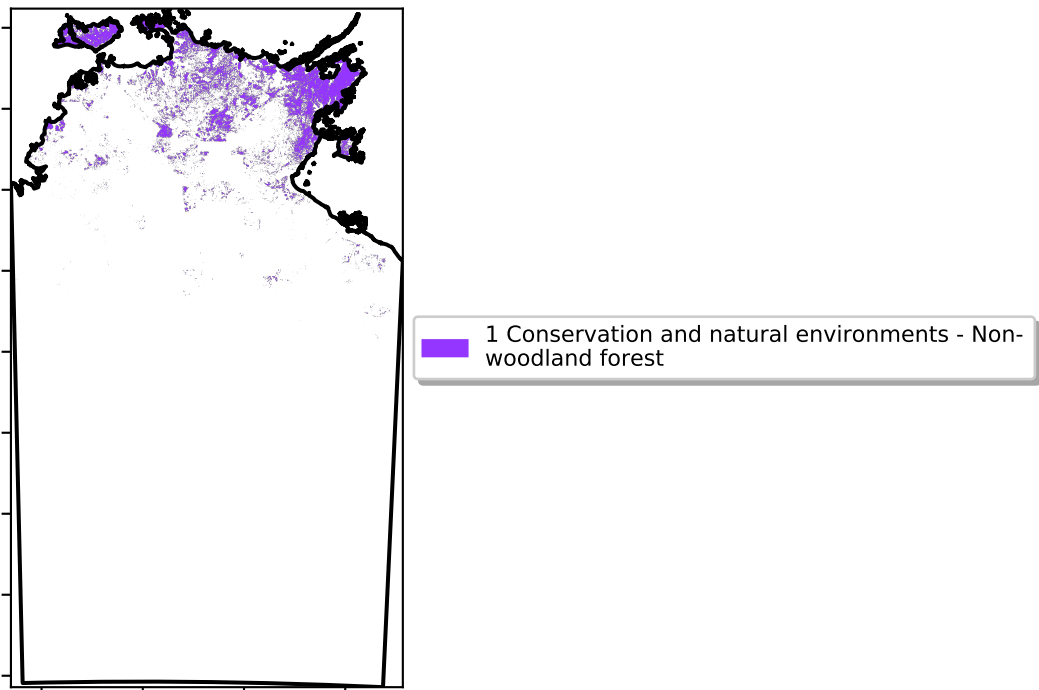 1 Conservation and natural environments - Non-
woodland forest